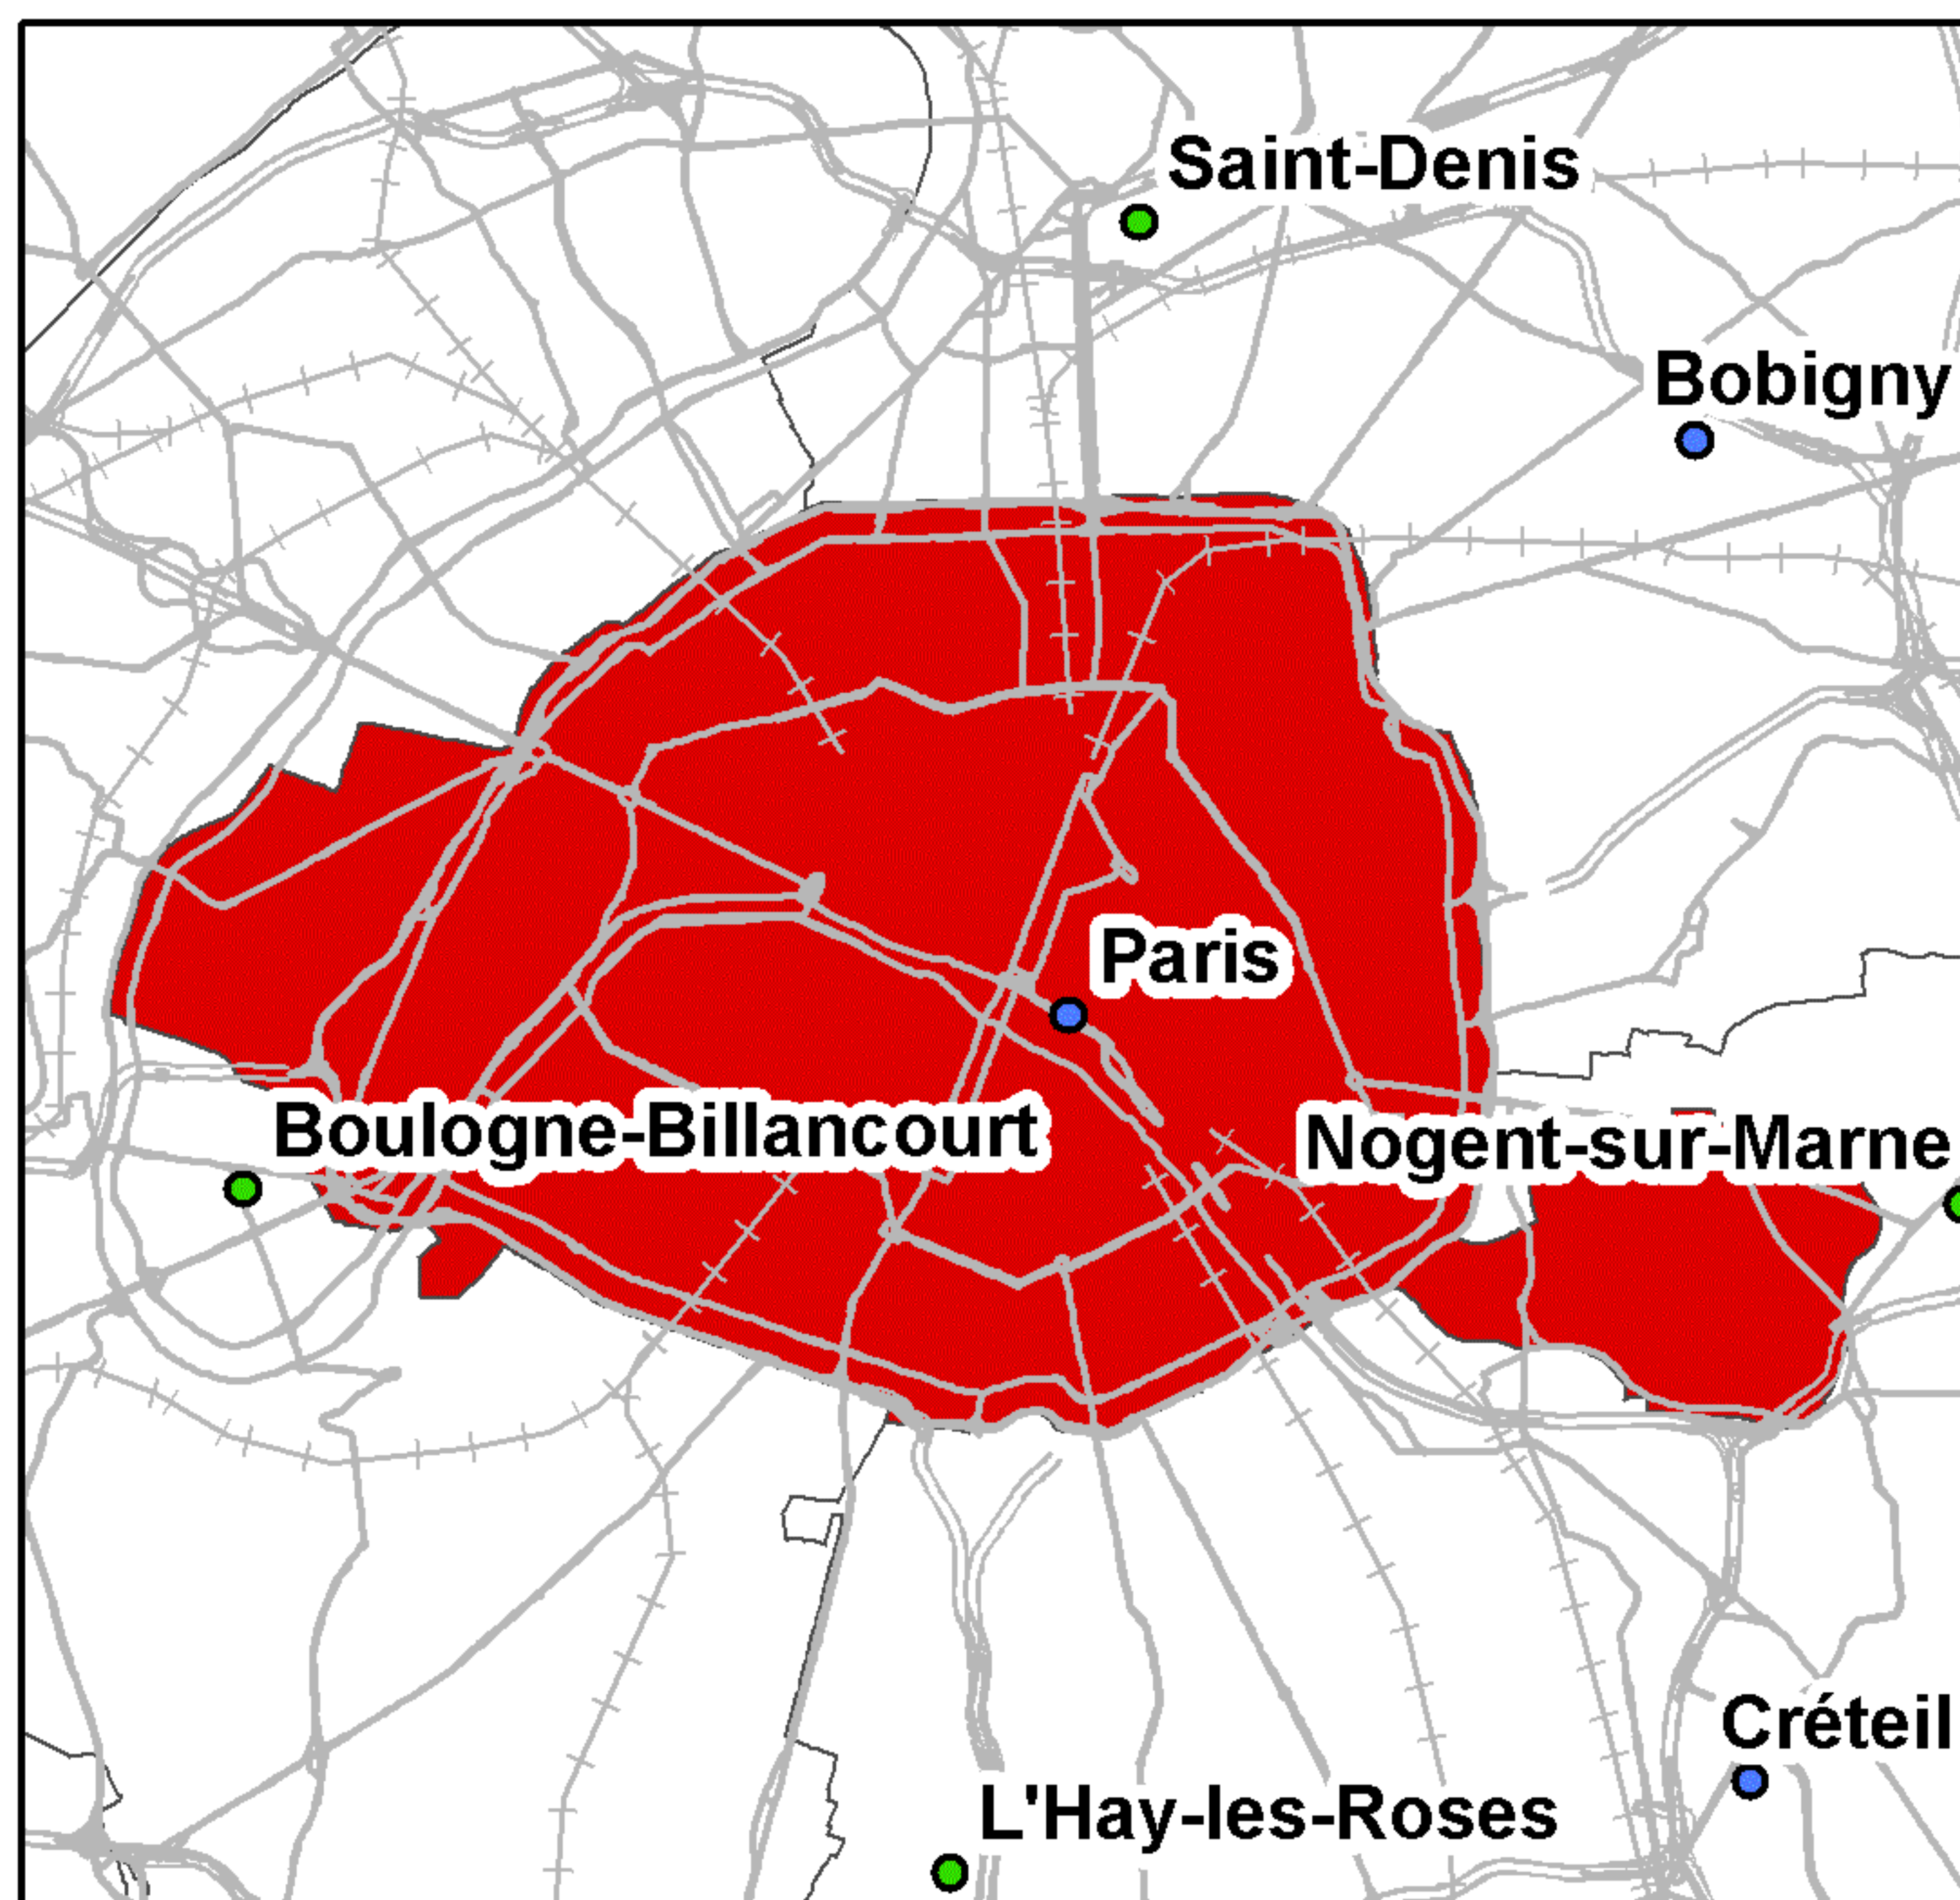 Saint-Denis
Bobigny
Paris
Boulogne-Billancourt
Nogent-sur-Marne
Créteil
L'Hay-les-Roses